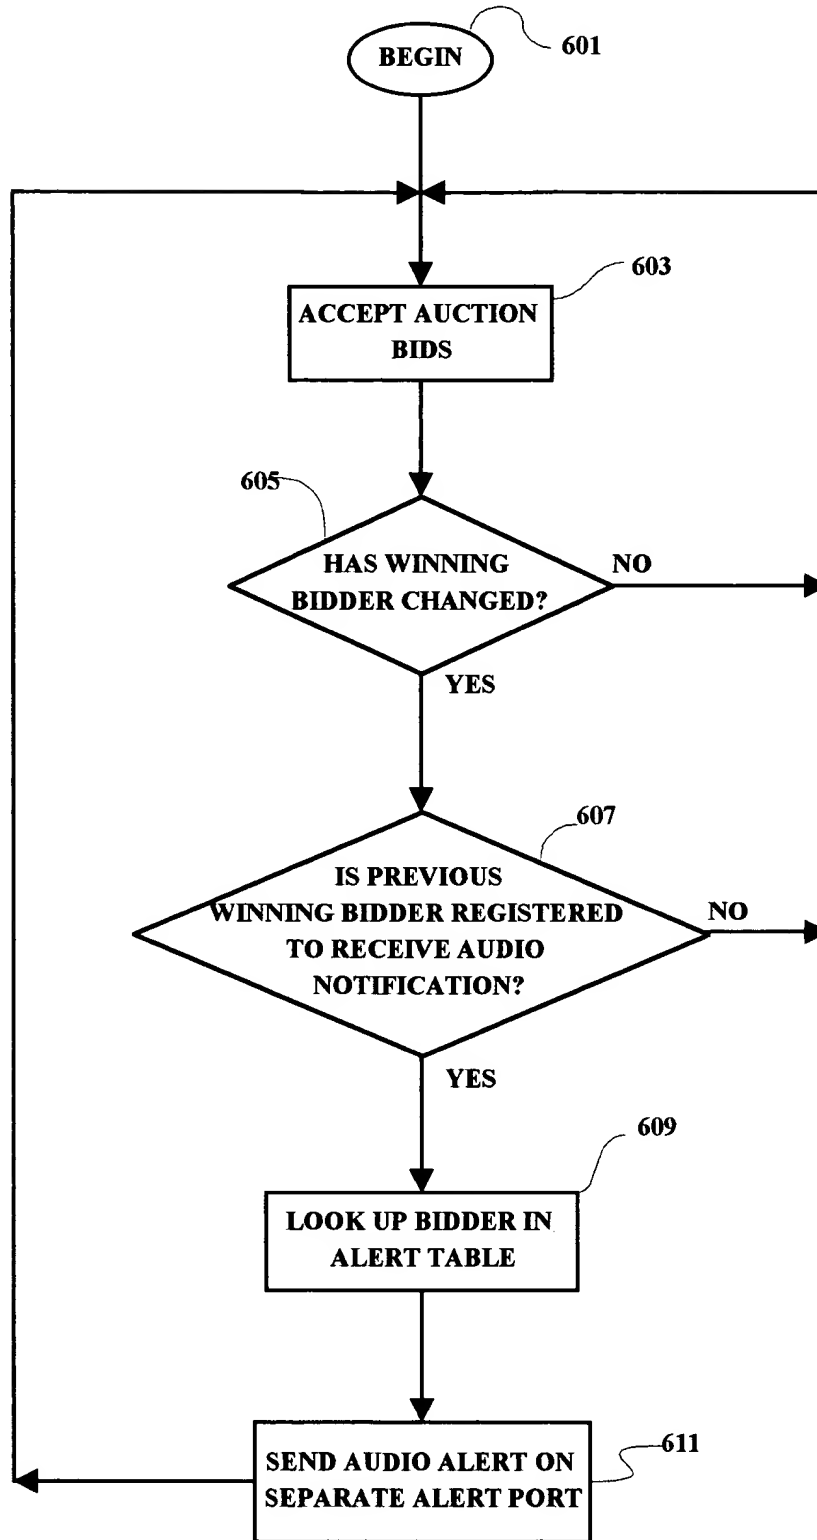 BEGIN
601
603
ACCEPT AUCTION
BIDS
605
HAS WINNING
BIDDER CHANGED?
NO
YES
607
IS PREVIOUS
WINNING BIDDER REGISTERED
TO RECEIVE AUDIO
NOTIFICATION?
NO
YES
609
LOOK UP BIDDER IN
ALERT TABLE
611
SEND AUDIO ALERT ON
SEPARATE ALERT PORT